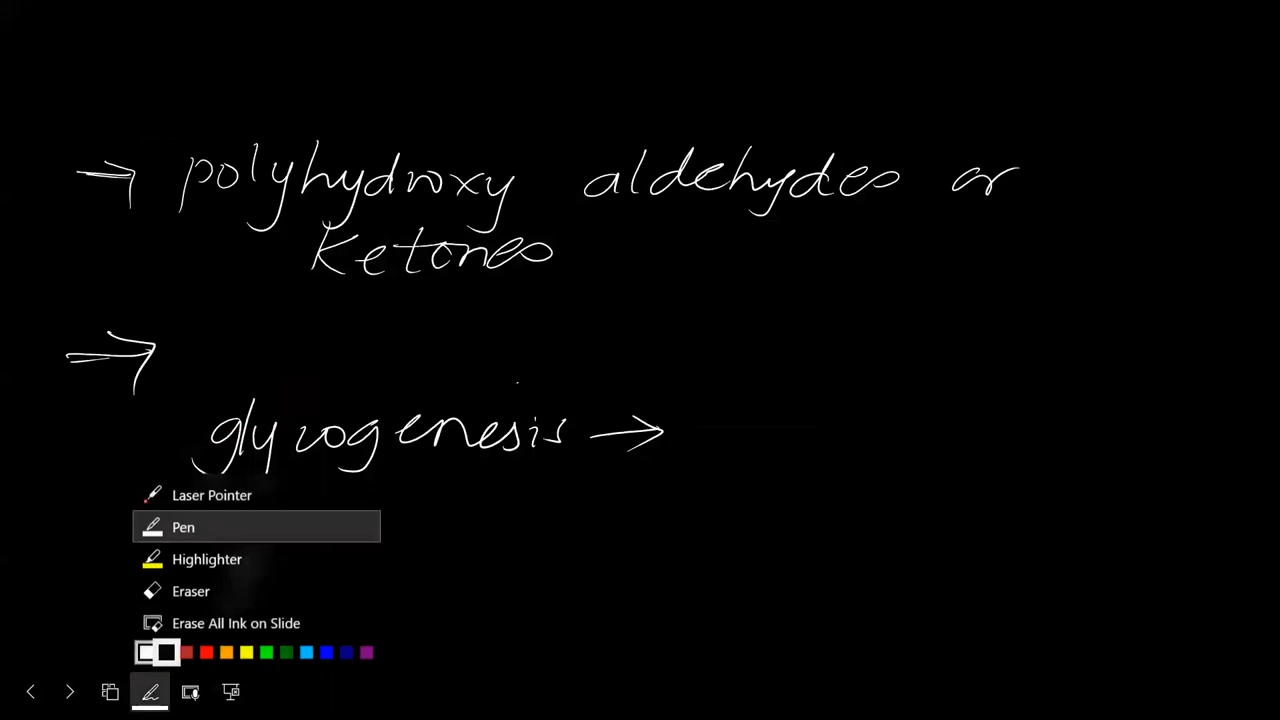 → polyhydroxy aldehydes or
Ketones
→
glycogenesis →
Laser Pointer
Pen
Highlighter
Eraser
Erase All Ink on Slide